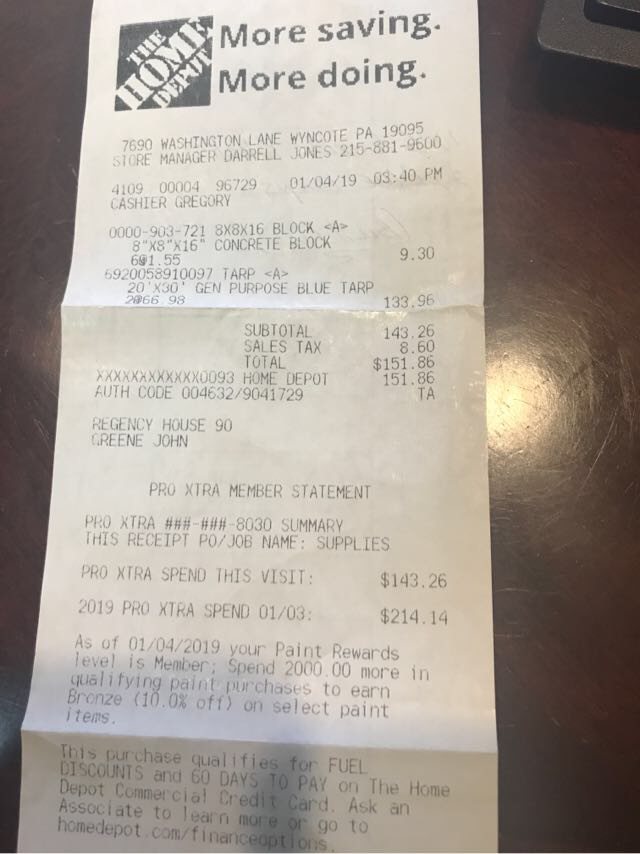 THE HOME DEPOT
More saving.
More doing.
7690 WASHINGTON LANE WYNCOTE PA 19095
STORE MANAGER DARRELL JONES 215-881-9600
4109 00004 96729 01/04/19 03:40 PM
CASHIER GREGORY
0000-903-721 8X8X16 BLOCK <A>
8"X8"X16" CONCRETE BLOCK
6@1.55 9.30
6920058910097 TARP <A>
20'X30' GEN PURPOSE BLUE TARP
2@66.98 133.96
SUBTOTAL 143.26
SALES TAX 8.60
TOTAL $151.86
XXXXXXXXXXXX0093 HOME DEPOT 151.86
AUTH CODE 004632/9041729 TA
REGENCY HOUSE 90
GREENE JOHN
PRO XTRA MEMBER STATEMENT
PRO XTRA ###-###-8030 SUMMARY
THIS RECEIPT PO/JOB NAME: SUPPLIES
PRO XTRA SPEND THIS VISIT: $143.26
2019 PRO XTRA SPEND 01/03: $214.14
As of 01/04/2019 your Paint Rewards
level is Member; Spend 2000.00 more in
qualifying paint purchases to earn
Bronze (10.0% off) on select paint
items.
This purchase qualifies for FUEL
DISCOUNTS and 60 DAYS TO PAY on The Home
Depot Commercial Credit Card. Ask an
Associate to learn more or go to
homedepot.com/financeoptions.